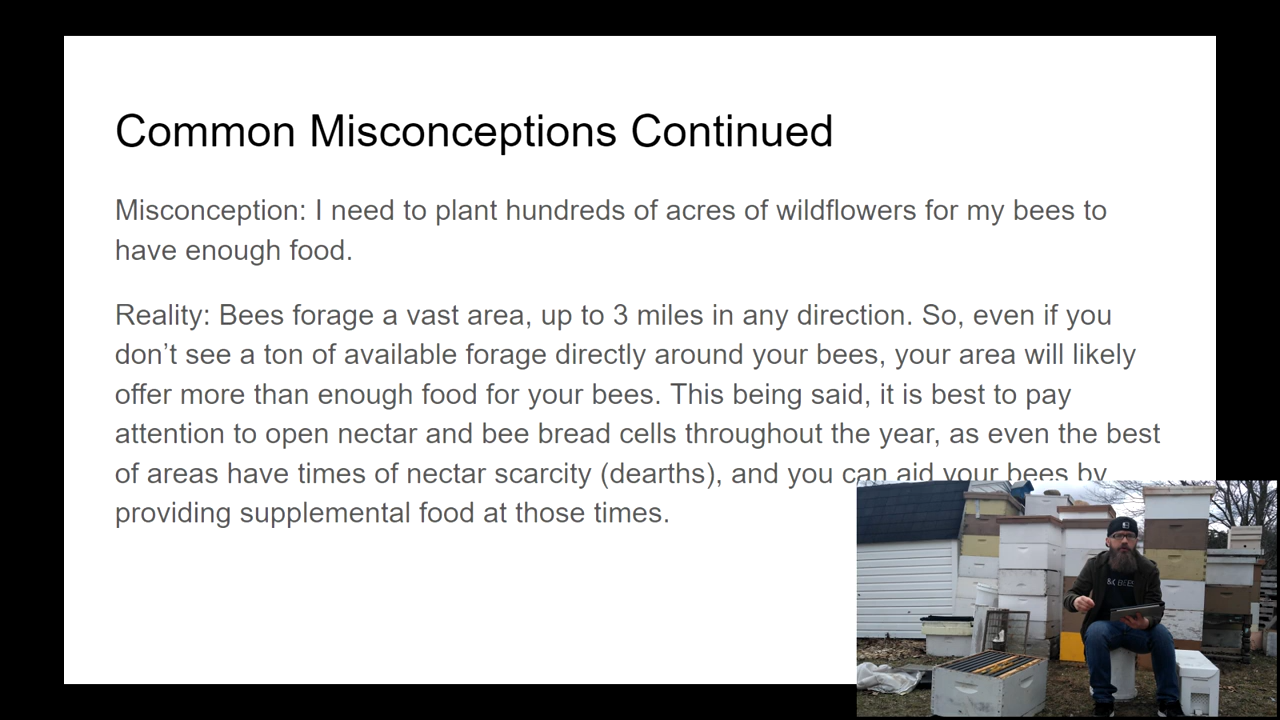 Common Misconceptions Continued
Misconception: I need to plant hundreds of acres of wildflowers for my bees to
have enough food.
Reality: Bees forage a vast area, up to 3 miles in any direction. So, even if you
don’t see a ton of available forage directly around your bees, your area will likely
offer more than enough food for your bees. This being said, it is best to pay
attention to open nectar and bee bread cells throughout the year, as even the best
of areas have times of nectar scarcity (dearths), and you can aid your bees by
providing supplemental food at those times.
BEES